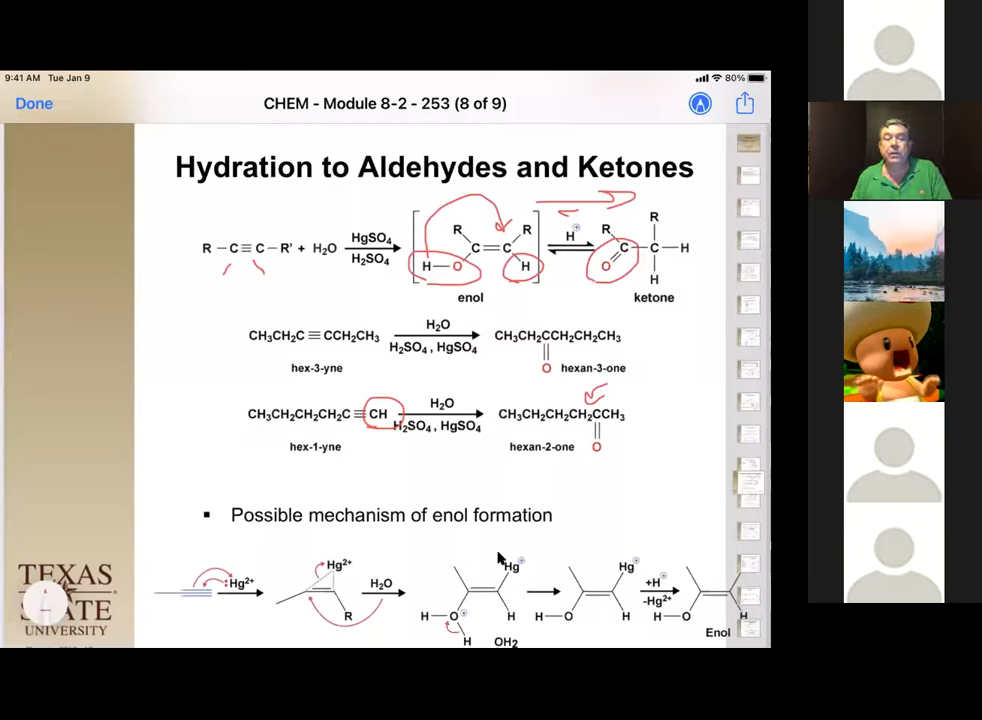 9:41 AM Tue Jan 9
80%
Done
CHEM - Module 8-2 - 253 (8 of 9)
Hydration to Aldehydes and Ketones
R – C ≡ C – R' + H₂O
HgSO₄
H₂SO₄
R
R
C = C
H — O
H
enol
H⊕
R
R
C — C — H
O
H
ketone
CH₃CH₂C ≡ CCH₂CH₃
H₂O
H₂SO₄ , HgSO₄
CH₃CH₂CCH₂CH₂CH₃
O
hex-3-yne
hexan-3-one
CH₃CH₂CH₂CH₂C ≡ CH
H₂O
H₂SO₄, HgSO₄
CH₃CH₂CH₂CH₂CCH₃
O
hex-1-yne
hexan-2-one
▪ Possible mechanism of enol formation
:Hg²⁺
Hg²⁺
R
H₂O
Hg⊕
H — O⊕
H
H
OH₂
Hg⊕
H — O
H
+H⊕
-Hg²⁺
H — O
H
Enol
TEXAS
STATE
UNIVERSITY